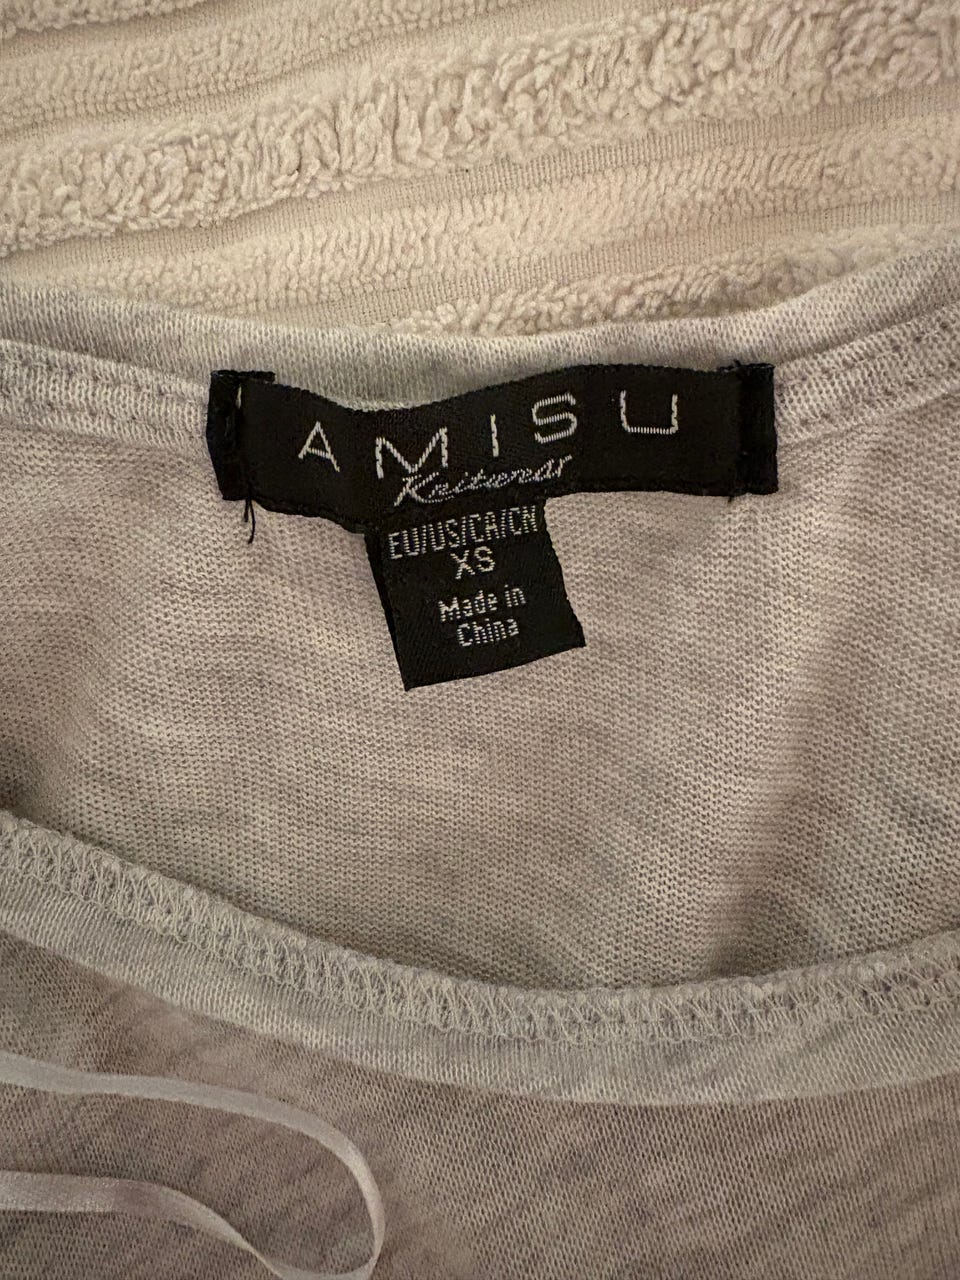 AMISU
Knitwear
EU/US/CA/CN
XS
Made in
China